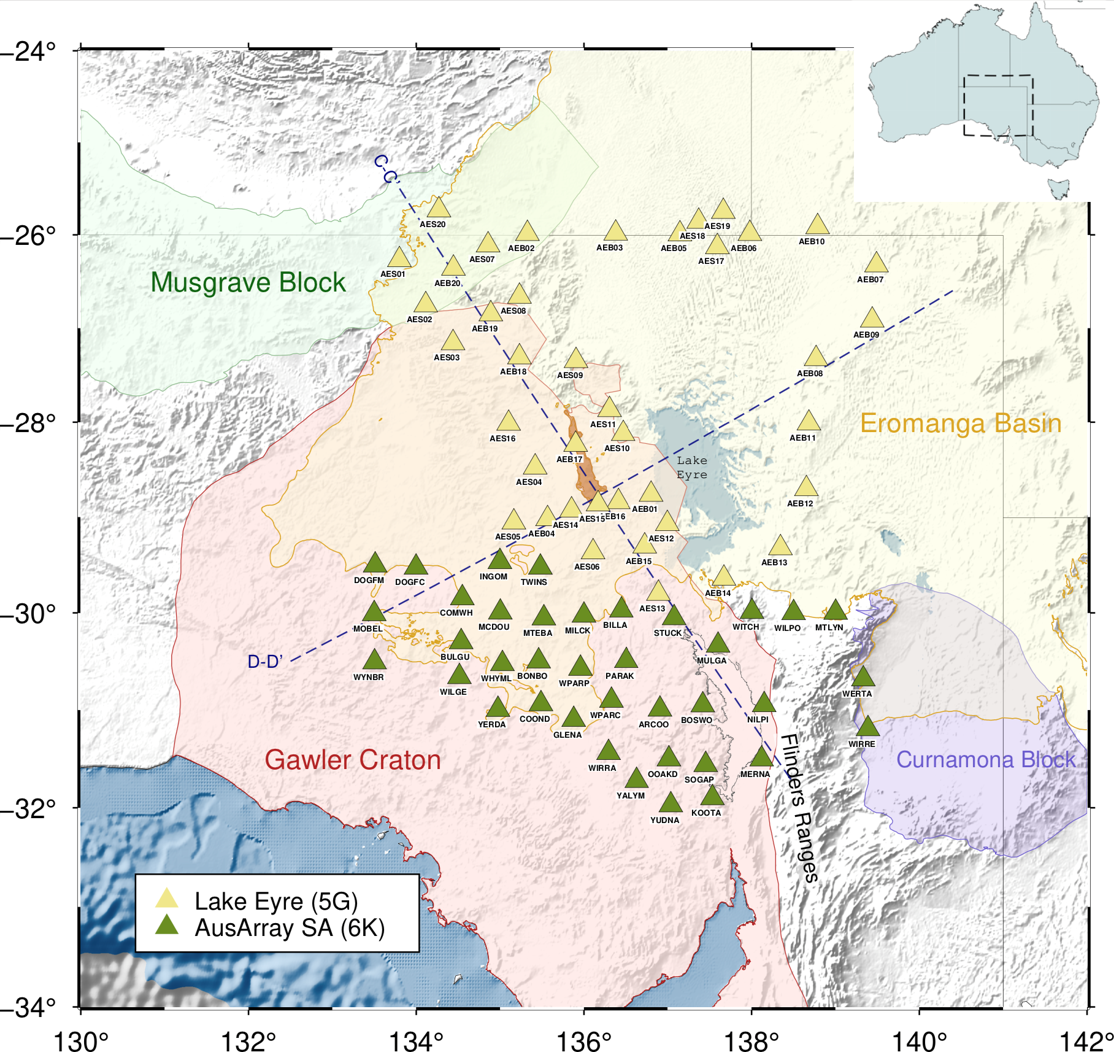 −24°
−26°
−28°
−30°
−32°
−34°
C-C'
AES20
AES01
AES07
AEB02
AEB03
AEB05
AES18
AES19
AES17
AEB06
AEB10
AEB07
Musgrave Block
AEB20
AES02
AES08
AEB19
AEB09
AES03
AEB18
AES09
AEB08
AES11
AES16
AES10
AEB11
Eromanga Basin
AEB17
Lake
Eyre
AES04
AEB12
AEB01
AES05
AEB04
AES14
AES15
EB16
AES12
AES06
AEB15
AEB13
DOGFM
DOGFC
INGOM
TWINS
AEB14
AES13
MOBEL
COMWH
MCDOU
MTEBA
MILCK
BILLA
STUCK
WITCH
WILPO
MTLYN
D-D'
WYNBR
BULGU
WILGE
WHYML
BONBO
WPARP
PARAK
MULGA
WERTA
YERDA
COOND
GLENA
WPARC
ARCOO
BOSWO
NILPI
WIRRE
Gawler Craton
WIRRA
OOAKD
SOGAP
MERNA
Curnamona Block
YALYM
YUDNA
KOOTA
Flinders Ranges
Lake Eyre (5G)
AusArray SA (6K)
130°
132°
134°
136°
138°
140°
142°